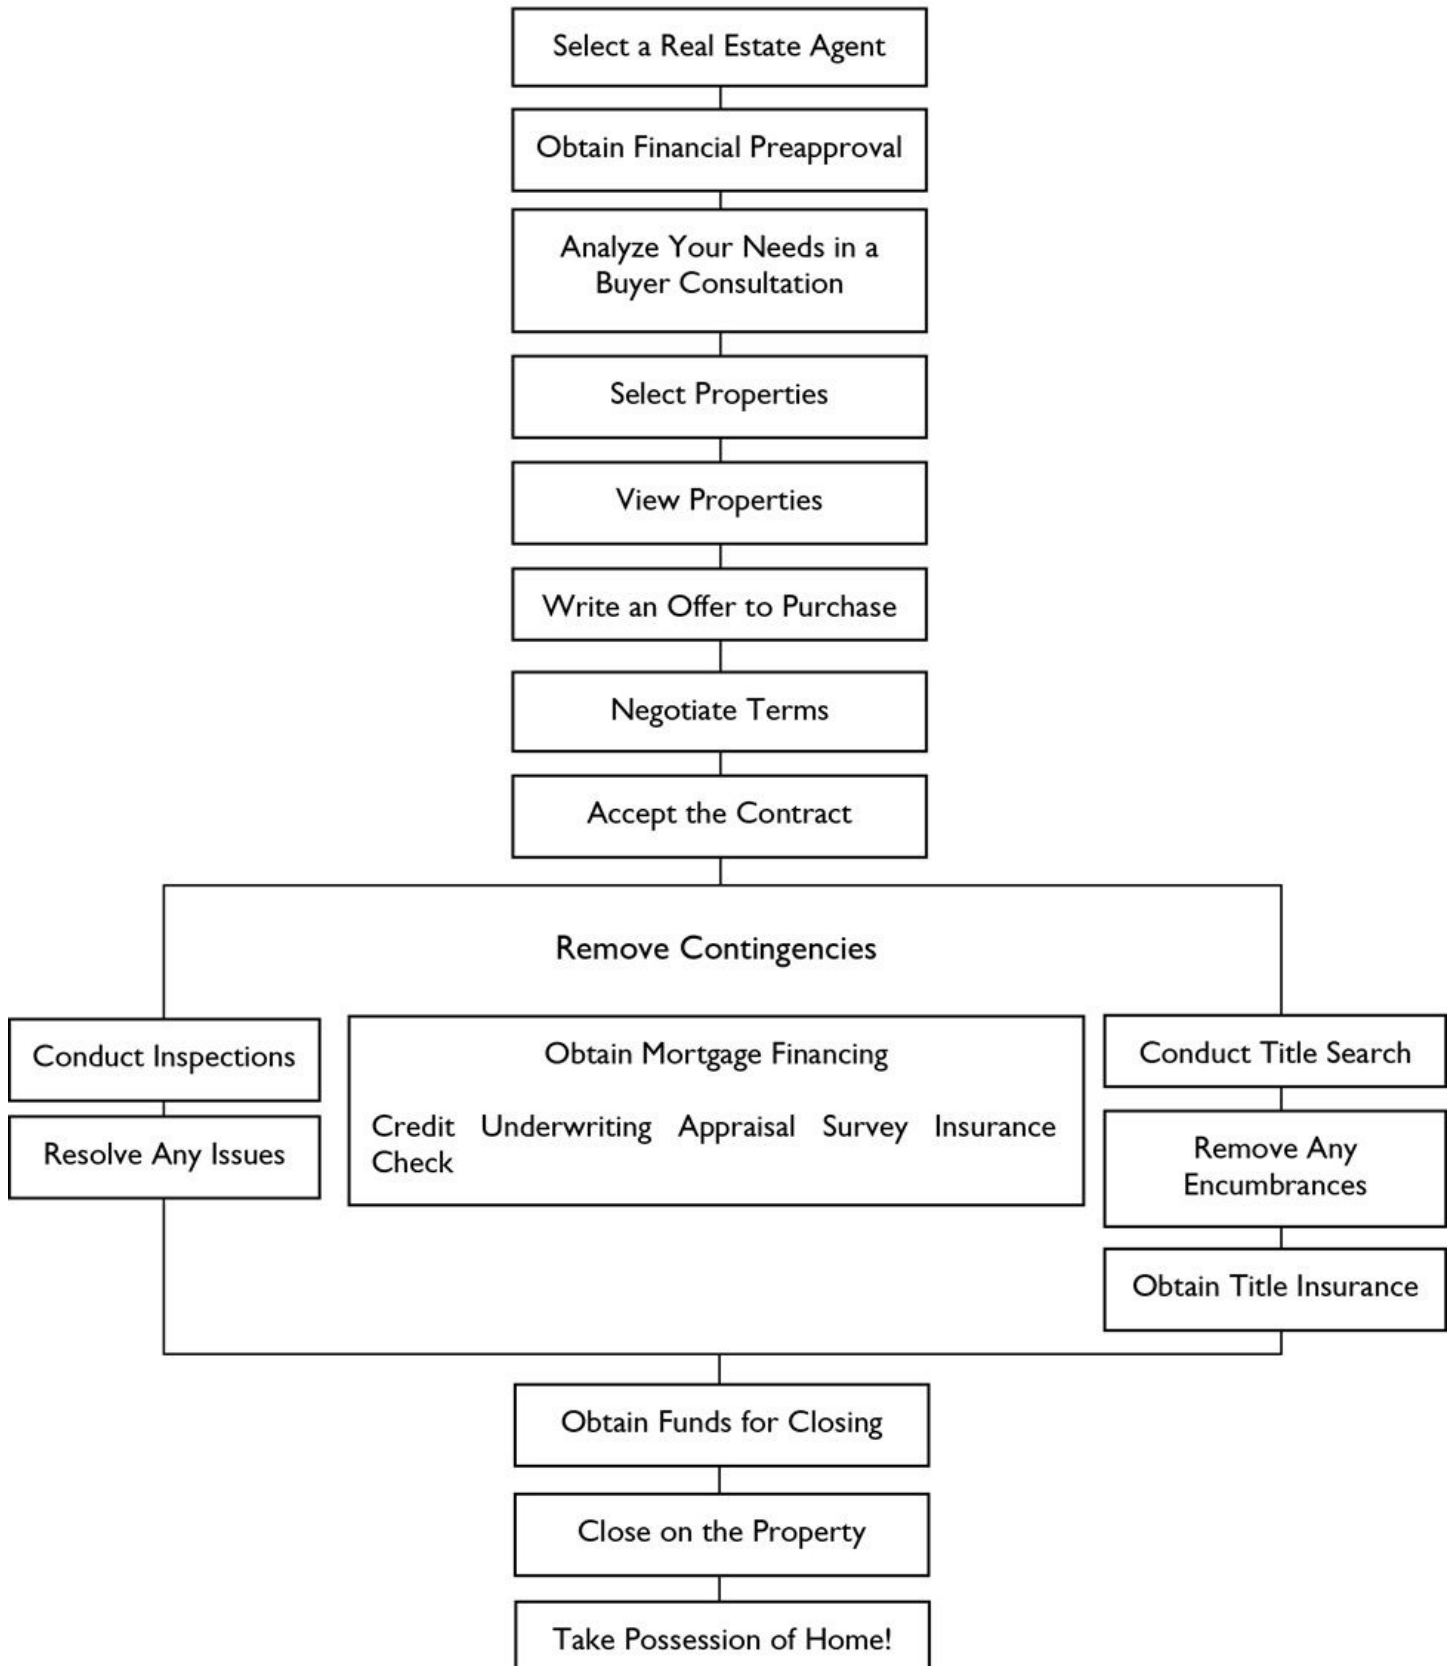 Select a Real Estate Agent
Obtain Financial Preapproval
Analyze Your Needs in a
Buyer Consultation
Select Properties
View Properties
Write an Offer to Purchase
Negotiate Terms
Accept the Contract
Remove Contingencies
Conduct Inspections
Resolve Any Issues
Obtain Mortgage Financing
Credit Underwriting Appraisal Survey Insurance
Check
Conduct Title Search
Remove Any
Encumbrances
Obtain Title Insurance
Obtain Funds for Closing
Close on the Property
Take Possession of Home!